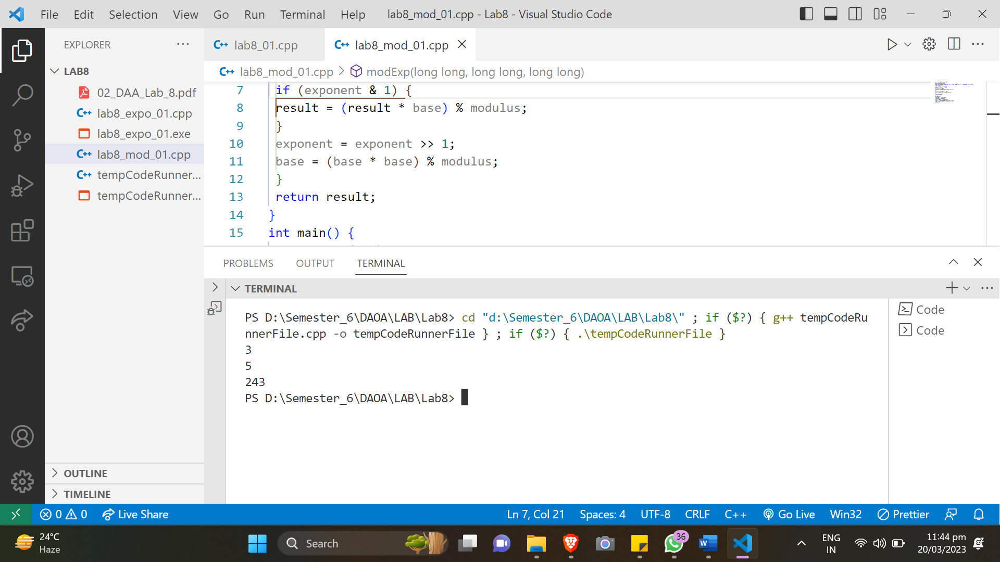 File Edit Selection View Go Run Terminal Help lab8_mod_01.cpp - Lab8 - Visual Studio Code
EXPLORER
LAB8
02_DAA_Lab_8.pdf
lab8_expo_01.cpp
lab8_expo_01.exe
lab8_mod_01.cpp
tempCodeRunner...
tempCodeRunner...
OUTLINE
TIMELINE
lab8_01.cpp lab8_mod_01.cpp
lab8_mod_01.cpp > modExp(long long, long long, long long)
7 if (exponent & 1) {
8 result = (result * base) % modulus;
9 }
10 exponent = exponent >> 1;
11 base = (base * base) % modulus;
12 }
13 return result;
14 }
15 int main() {
PROBLEMS OUTPUT TERMINAL
TERMINAL
PS D:\Semester_6\DAOA\LAB\Lab8> cd "d:\Semester_6\DAOA\LAB\Lab8\" ; if ($?) { g++ tempCodeRu
nnerFile.cpp -o tempCodeRunnerFile } ; if ($?) { .\tempCodeRunnerFile }
3
5
243
PS D:\Semester_6\DAOA\LAB\Lab8>
Code
Code
0 0 Live Share Ln 7, Col 21 Spaces: 4 UTF-8 CRLF C++ Go Live Win32 Prettier
24°C
Haze
Search
36
ENG
IN
11:44 pm
20/03/2023